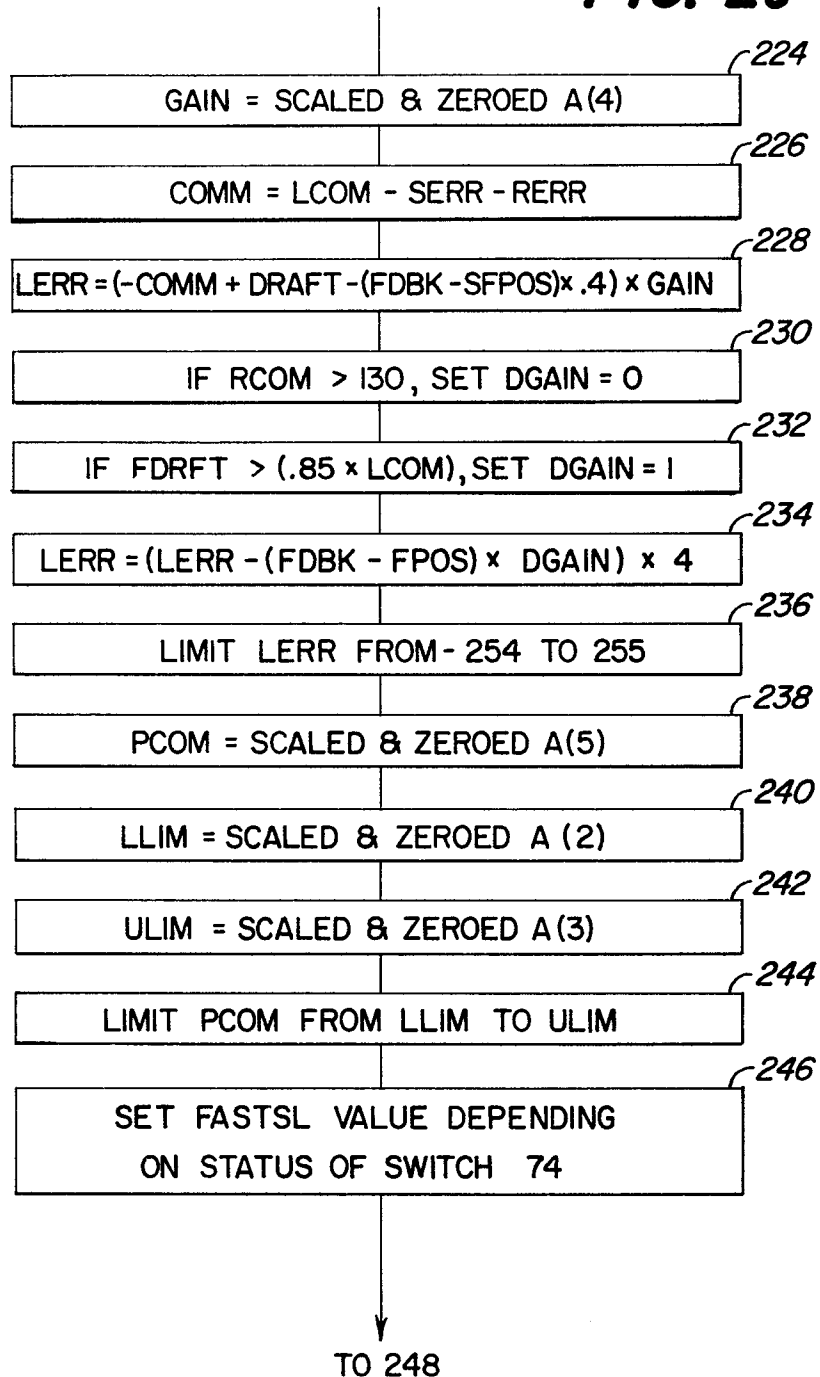 224
GAIN = SCALED & ZEROED A(4)
226
COMM = LCOM - SERR - RERR
228
LERR = (-COMM + DRAFT - (FDBK - SFPOS) x .4) x GAIN
230
IF RCOM > 130, SET DGAIN = 0
232
IF FDRFT > (.85 x LCOM), SET DGAIN = 1
234
LERR = (LERR - (FDBK - FPOS) x DGAIN) x 4
236
LIMIT LERR FROM - 254 TO 255
238
PCOM = SCALED & ZEROED A(5)
240
LLIM = SCALED & ZEROED A (2)
242
ULIM = SCALED & ZEROED A(3)
244
LIMIT PCOM FROM LLIM TO ULIM
246
SET FASTSL VALUE DEPENDING
ON STATUS OF SWITCH 74
TO 248